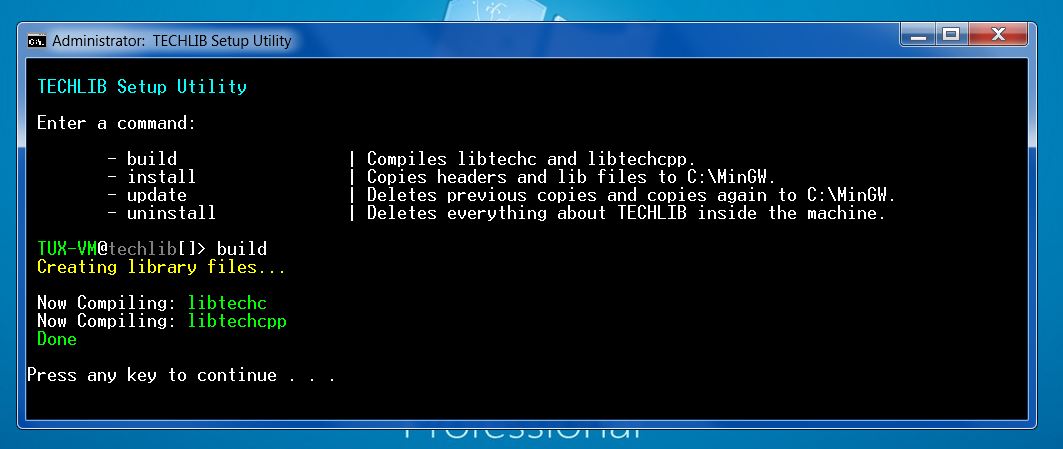 Administrator: TECHLIB Setup Utility
TECHLIB Setup Utility
Enter a command:
- build | Compiles libtechc and libtechcpp.
- install | Copies headers and lib files to C:\MinGW.
- update | Deletes previous copies and copies again to C:\MinGW.
- uninstall | Deletes everything about TECHLIB inside the machine.
TUX-VM@techlib[]> build
Creating library files...
Now Compiling: libtechc
Now Compiling: libtechcpp
Done
Press any key to continue . . .
Professional